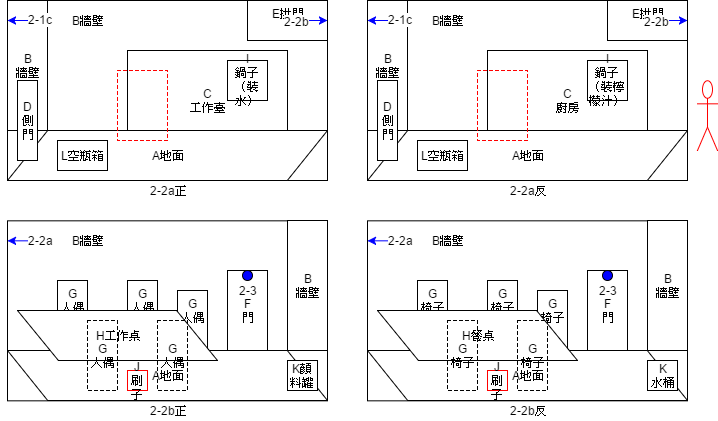 2-1c
B牆壁
E拱門
2-2b
B
牆壁
D
側
門
鍋子
（裝
水）
C
工作臺
L空瓶箱
A地面
2-2a正
2-1c
B牆壁
E拱門
2-2b
B
牆壁
D
側
門
鍋子
（裝檸
檬汁）
C
廚房
L空瓶箱
A地面
2-2a反
2-2a
B牆壁
B
牆壁
G
人偶
G
人偶
G
人偶
2-3
F
門
H工作
G
人偶
G
人偶
J
刷
子
A地面
K顏
料罐
2-2b正
2-2a
B牆壁
B
牆壁
G
椅子
G
椅子
G
椅子
2-3
F
門
H
G
椅子
G
椅子
J
刷
子
A地面
K
水桶
2-2b反